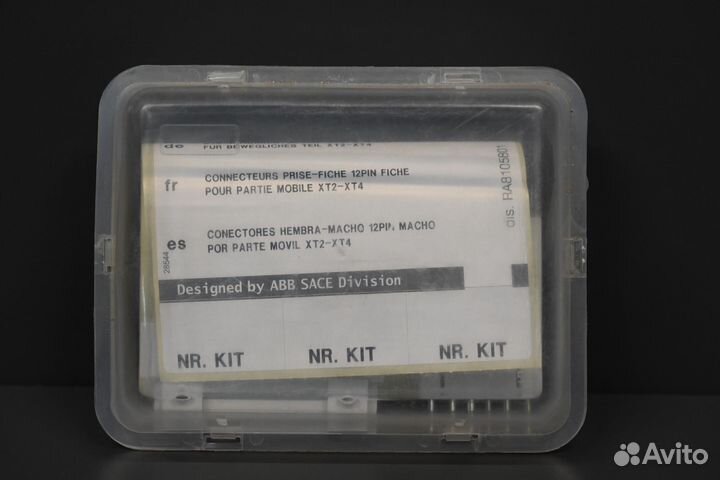 de
FUR BEWEGLICHES TEIL XT2-XT4
fr
CONNECTEURS PRISE-FICHE 12PIN FICHE
POUR PARTIE MOBILE XT2-XT4
es
CONECTORES HEMBRA-MACHO 12PIN MACHO
POR PARTE MOVIL XT2-XT4
28644
dis. RA8105801
Designed by ABB SACE Division
NR. KIT NR. KIT NR. KIT
Avito